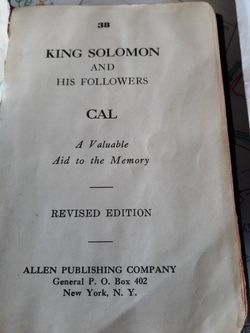 38
KING SOLOMON
AND
HIS FOLLOWERS
CAL
A Valuable
Aid to the Memory
REVISED EDITION
ALLEN PUBLISHING COMPANY
General P. O. Box 402
New York, N. Y.